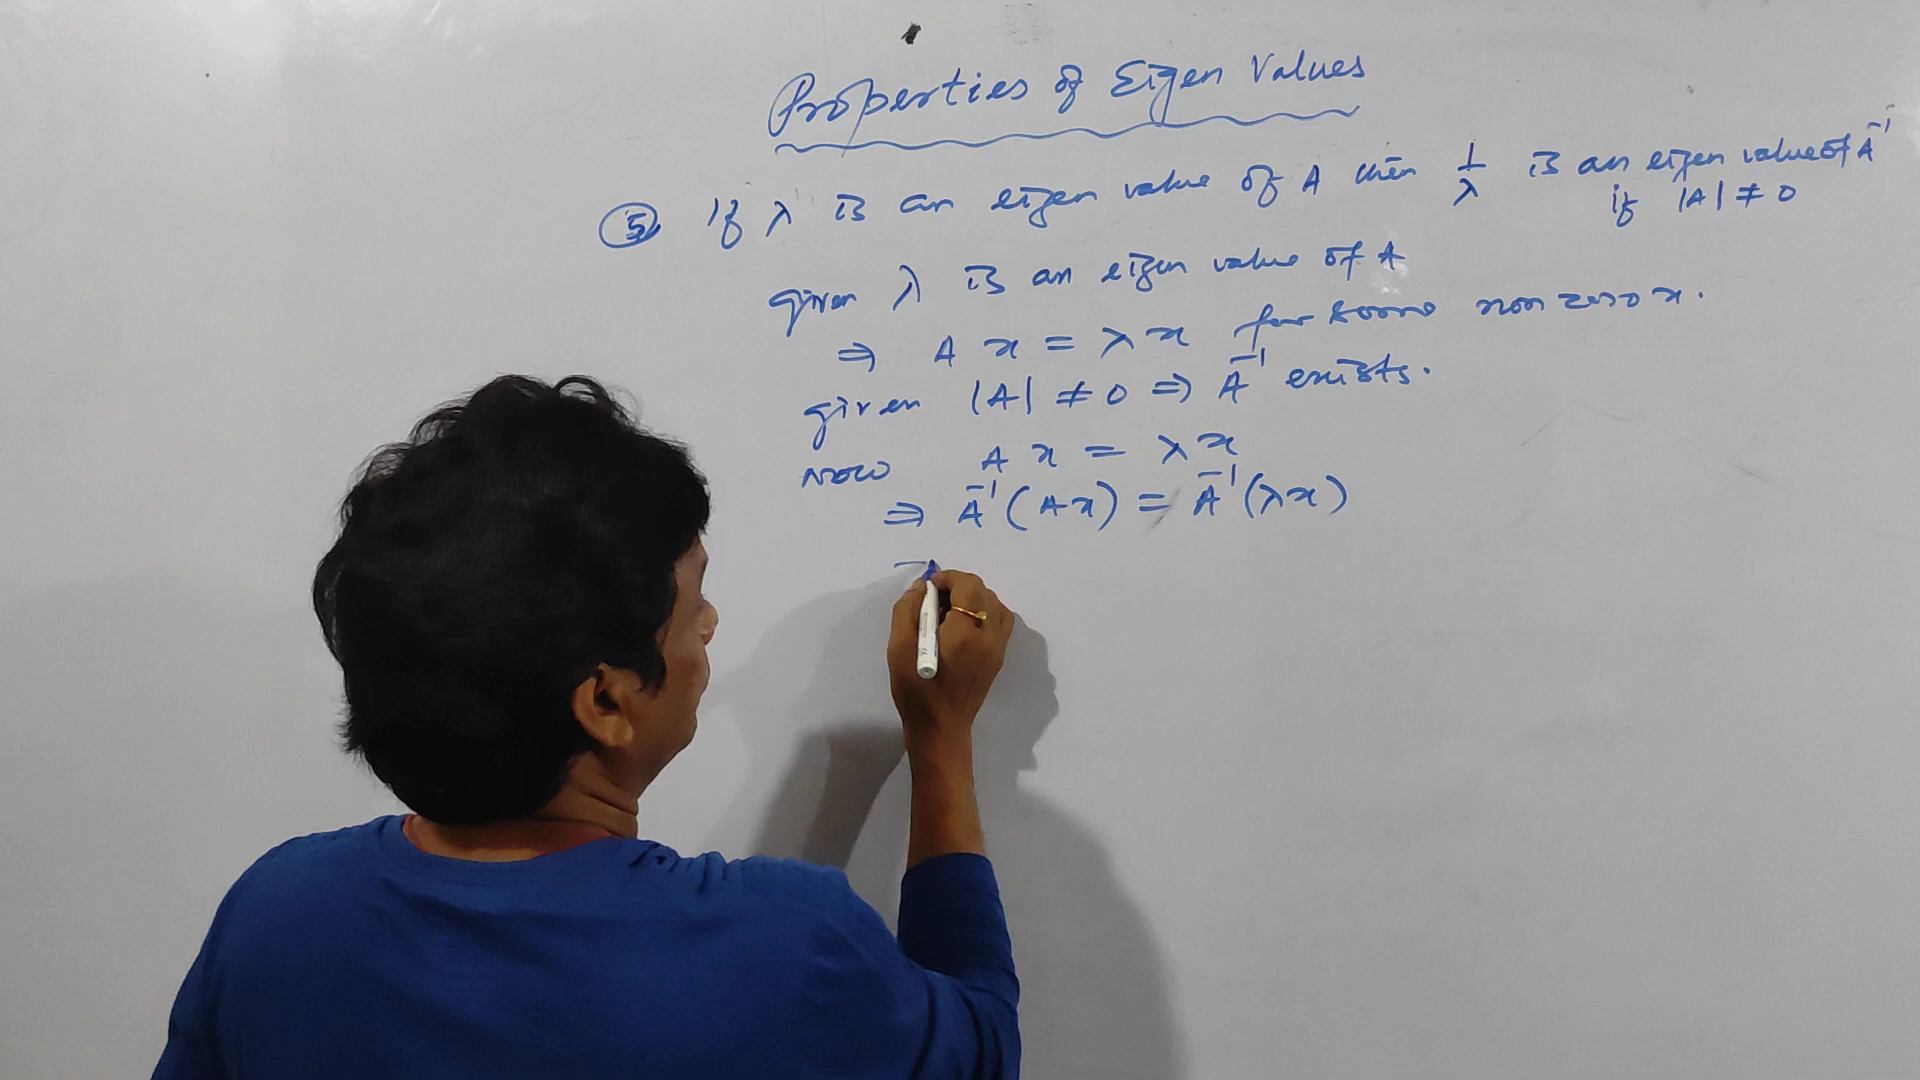 Properties of Eigen Values
⑤ If λ is an eigen value of A then 1/λ is an eigen value of A⁻¹
if |A| ≠ 0
given λ is an eigen value of A
⇒ A x = λ x for some non zero x.
given |A| ≠ 0 ⇒ A⁻¹ exists.
Now A x = λ x
⇒ A⁻¹ (A x) = A⁻¹ (λ x)